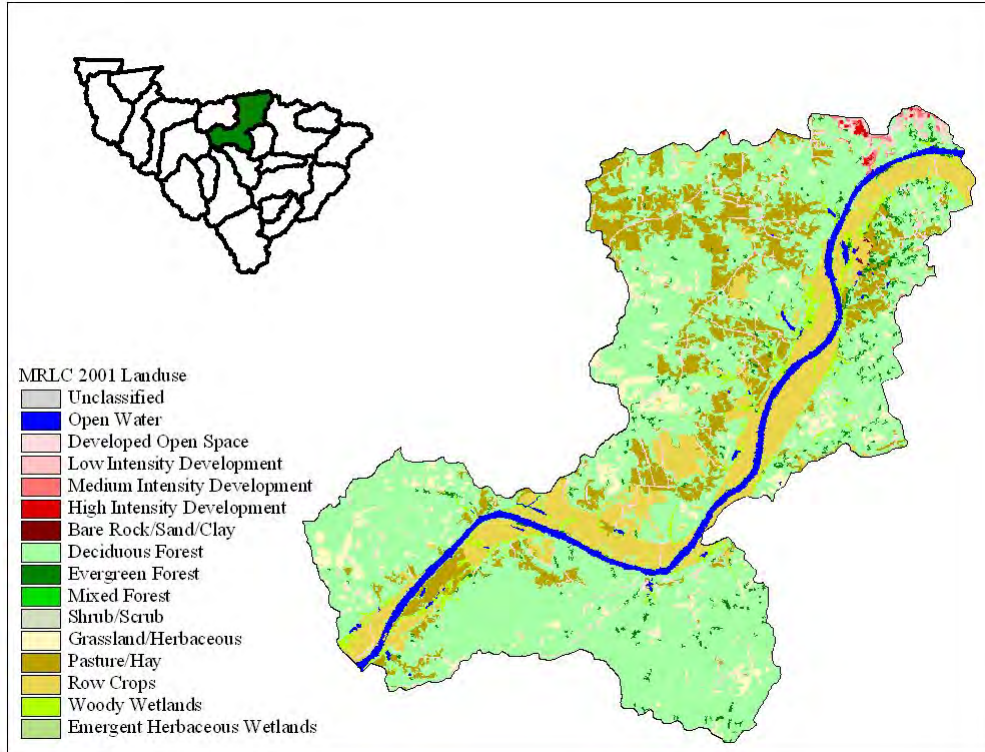 MRLC 2001 Landuse
Unclassified
Open Water
Developed Open Space
Low Intensity Development
Medium Intensity Development
High Intensity Development
Bare Rock/Sand/Clay
Deciduous Forest
Evergreen Forest
Mixed Forest
Shrub/Scrub
Grassland/Herbaceous
Pasture/Hay
Row Crops
Woody Wetlands
Emergent Herbaceous Wetlands